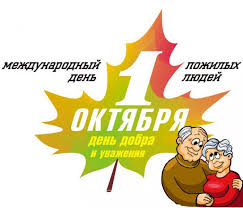 международный
день
1
пожилых
людей
ОКТЯБРЯ
день добра
и уважения